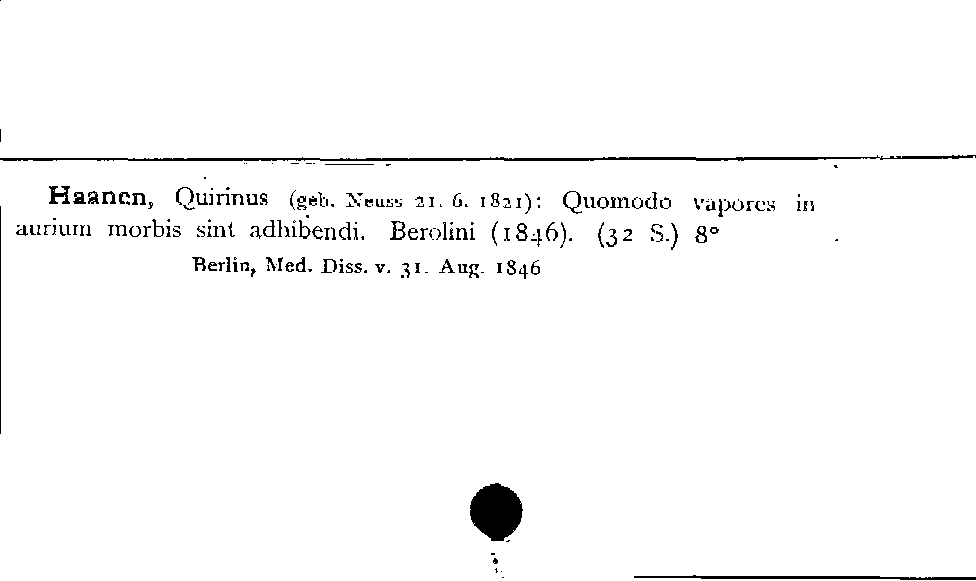 Haanen, Quirinus (geb. Neuss 21. 6. 1821): Quomodo vapores in
aurium morbis sint adhibendi. Berolini (1846). (32 S.) 8°
Berlin, Med. Diss. v. 31. Aug. 1846